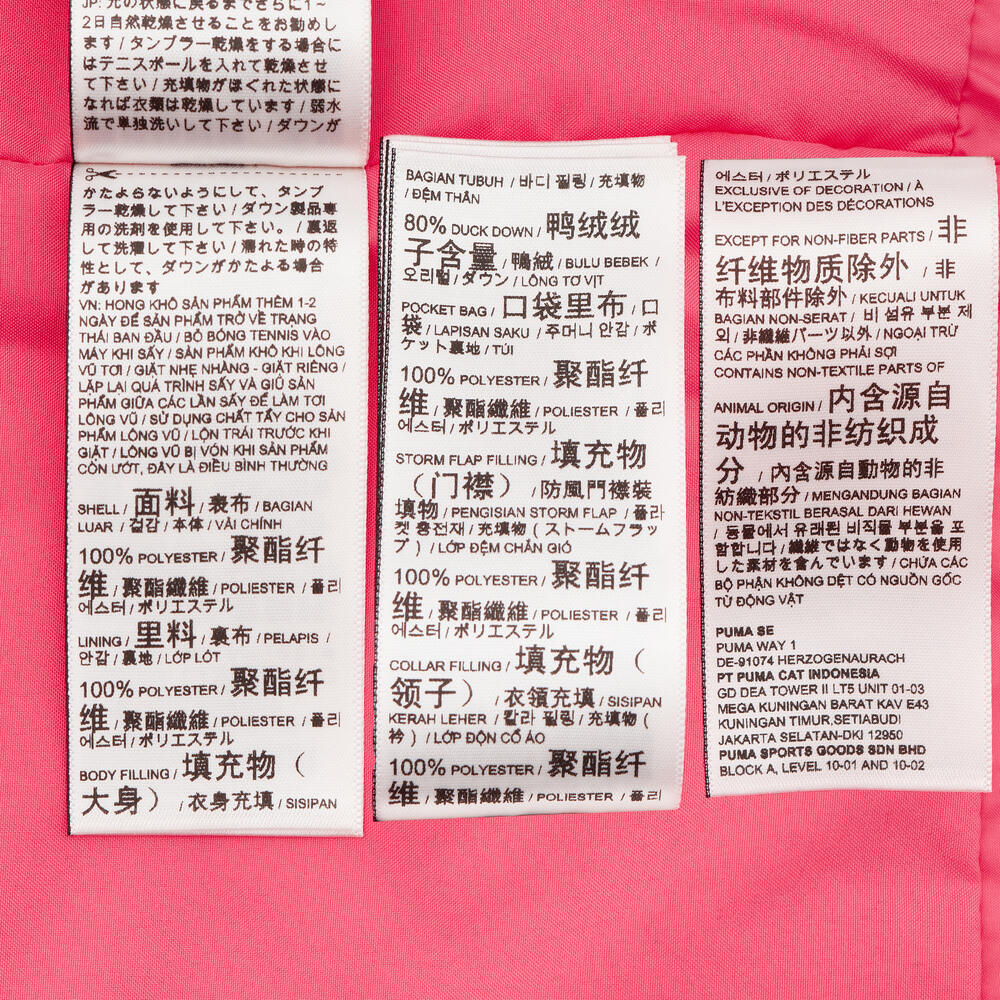 JP: 元の状態に戻るまでさらに1~
2日自然乾燥させることをお勧めし
ます / タンブラー乾燥をする場合に
はテニスボールを入れて乾燥させ
て下さい / 充填物がほぐれた状態に
なれば衣類は乾燥しています / 弱水
流で単独洗いして下さい / ダウンが
かたよらないようにして、タンブ
ラー乾燥して下さい / ダウン製品専
用の洗剤を使用して下さい。 / 裏返
して洗濯して下さい / 濡れた時の特
性として、ダウンがかたよる場合
があります
VN: HONG KHÔ SẢN PHẨM THÊM 1-2
NGÀY ĐỂ SẢN PHẨM TRỞ VỀ TRẠNG
THÁI BAN ĐẦU / BỎ BÓNG TENNIS VÀO
MÁY KHI SẤY / SẢN PHẨM KHÔ KHI LÔNG
VŨ TƠI / GIẶT NHẸ NHÀNG - GIẶT RIÊNG /
LẶP LẠI QUÁ TRÌNH SẤY VÀ GIŨ SẢN
PHẨM GIỮA CÁC LẦN SẤY ĐỂ LÀM TƠI
LÔNG VŨ / SỬ DỤNG CHẤT TẨY CHO SẢN
PHẨM LÔNG VŨ / LỘN TRÁI TRƯỚC KHI
GIẶT / LÔNG VŨ BỊ VÓN KHI SẢN PHẨM
CÒN ƯỚT, ĐÂY LÀ ĐIỀU BÌNH THƯỜNG
SHELL / 面料 / 表布 / BAGIAN
LUAR / 겉감 / 本体 / VẢI CHÍNH
100% POLYESTER / 聚酯纤
维 / 聚酯纖維 / POLIESTER / 폴리
에스터 / ポリエステル
LINING / 里料 / 裏布 / PELAPIS /
안감 / 裏地 / LỚP LÓT
100% POLYESTER / 聚酯纤
维 / 聚酯纖維 / POLIESTER / 폴리
에스터 / ポリエステル
BODY FILLING / 填充物（
大身） / 衣身充填 / SISIPAN
BAGIAN TUBUH / 바디 필링 / 充填物
/ ĐỆM THÂN
80% DUCK DOWN / 鸭绒绒
子含量 / 鴨絨 / BULU BEBEK /
오리털 / ダウン / LÔNG TƠ VỊT
POCKET BAG / 口袋里布 / 口
袋 / LAPISAN SAKU / 주머니 안감 / ポ
ケット裏地 / TÚI
100% POLYESTER / 聚酯纤
维 / 聚酯纖維 / POLIESTER / 폴리
에스터 / ポリエステル
STORM FLAP FILLING / 填充物
（门襟） / 防風門襟裝
填物 / PENGISIAN STORM FLAP / 플라
켓 충전재 / 充填物 ( ストームフラッ
プ ) / LỚP ĐỆM CHẮN GIÓ
100% POLYESTER / 聚酯纤
维 / 聚酯纖維 / POLIESTER / 폴리
에스터 / ポリエステル
COLLAR FILLING / 填充物（
领子） / 衣領充填 / SISIPAN
KERAH LEHER / 칼라 필링 / 充填物 (
衿 ) / LỚP ĐỘN CỔ ÁO
100% POLYESTER / 聚酯纤
维 / 聚酯纖維 / POLIESTER / 폴리
에스터 / ポリエステル
EXCLUSIVE OF DECORATION / À
L'EXCEPTION DES DÉCORATIONS
EXCEPT FOR NON-FIBER PARTS / 非
纤维物质除外 / 非
布料部件除外 / KECUALI UNTUK
BAGIAN NON-SERAT / 비 섬유 부분 제
외 / 非繊維パーツ以外 / NGOẠI TRỪ
CÁC PHẦN KHÔNG PHẢI SỢI
CONTAINS NON-TEXTILE PARTS OF
ANIMAL ORIGIN / 内含源自
动物的非纺织成
分 / 內含源自動物的非
紡織部分 / MENGANDUNG BAGIAN
NON-TEKSTIL BERASAL DARI HEWAN
/ 동물에서 유래된 비직물 부분을 포
함합니다 / 繊維ではなく動物を使用
した素材を含んでいます / CHỨA CÁC
BỘ PHẬN KHÔNG DỆT CÓ NGUỒN GỐC
TỪ ĐỘNG VẬT
PUMA SE
PUMA WAY 1
DE-91074 HERZOGENAURACH
PT PUMA CAT INDONESIA
GD DEA TOWER II LT5 UNIT 01-03
MEGA KUNINGAN BARAT KAV E43
KUNINGAN TIMUR,SETIABUDI
JAKARTA SELATAN-DKI 12950
PUMA SPORTS GOODS SDN BHD
BLOCK A, LEVEL 10-01 AND 10-02